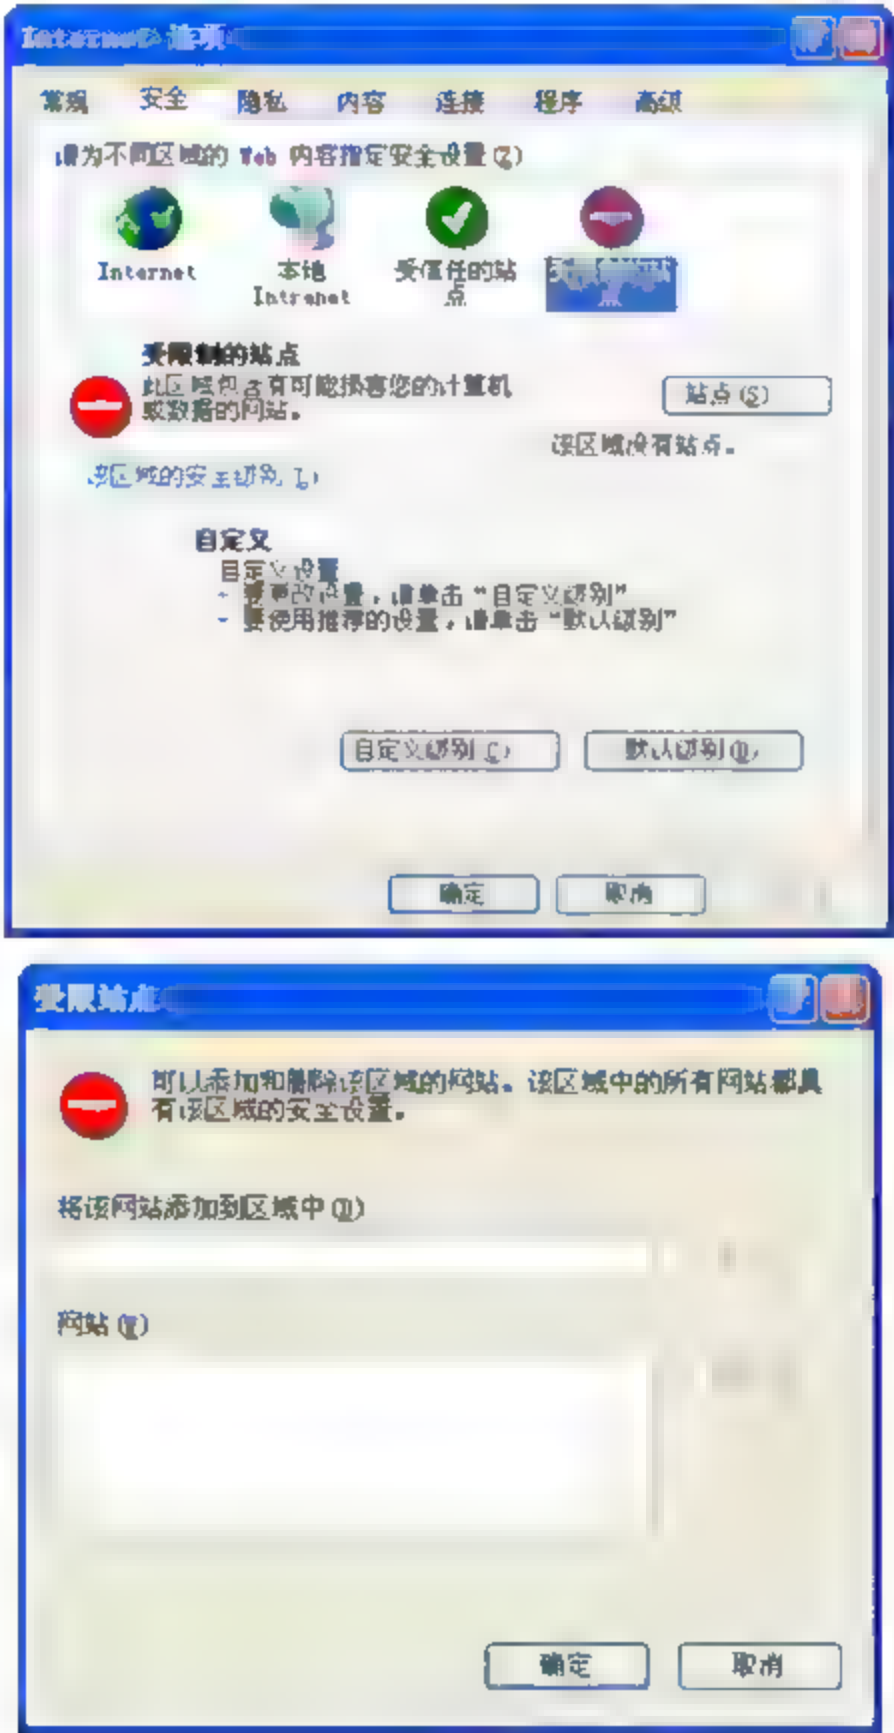 Internet 选项
常规 安全 隐私 内容 连接 程序 高级
请为不同区域的 Web 内容指定安全设置(Z)
Internet
本地
Intranet
受信任的站
点
受限制的站点
此区域包含有可能损害您的计算机
或数据的网站。
站点(S)
该区域没有站点。
该区域的安全级别(L)
自定义
自定义设置
- 要更改设置,请单击“自定义级别”
- 要使用推荐的设置,请单击“默认级别”
自定义级别(C) 默认级别(D)
确定 取消
受限站点
可以添加和删除该区域的网站。该区域中的所有网站都具
有该区域的安全设置。
将该网站添加到区域中(D)
网站(W)
确定 取消